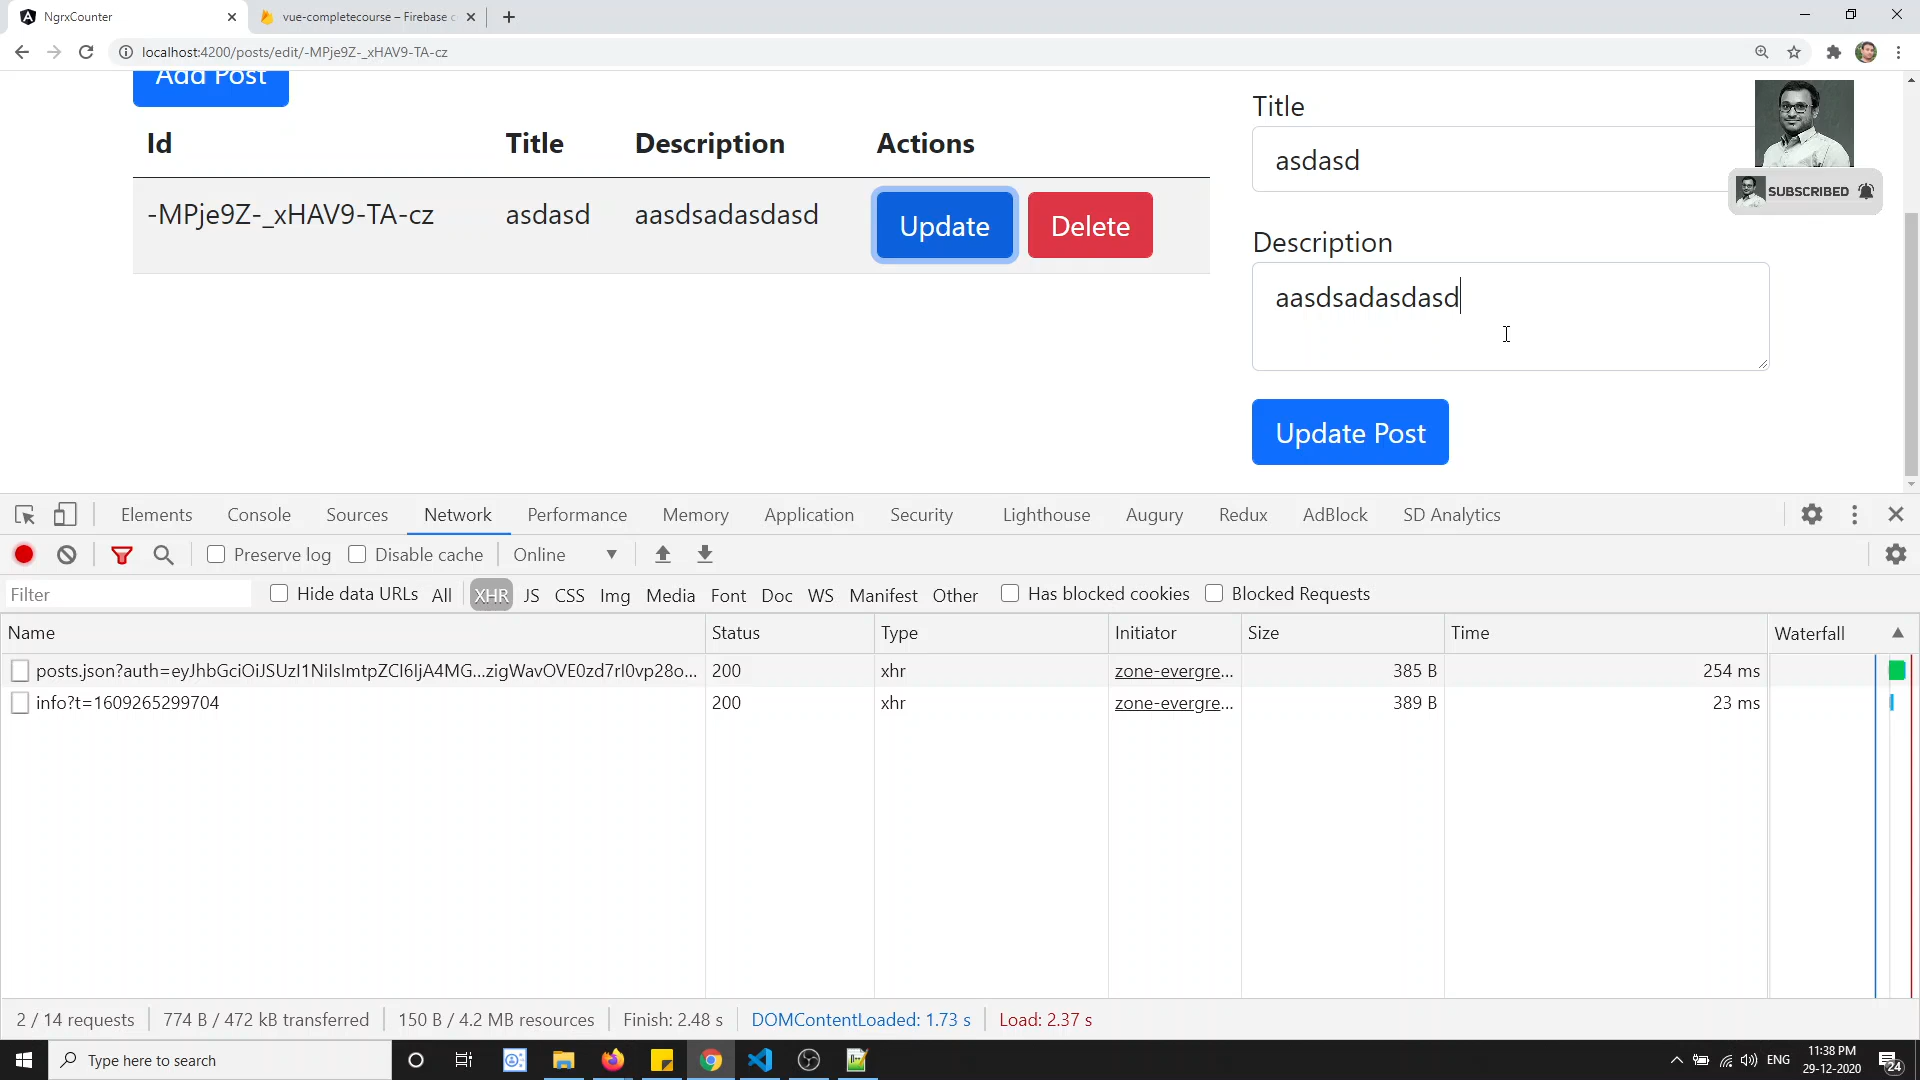 NgrxCounter
vue-completecourse – Firebase c
localhost:4200/posts/edit/-MPje9Z-_xHAV9-TA-cz
Add Post
Id Title Description Actions
-MPje9Z-_xHAV9-TA-cz asdasd aasdsadasdasd Update Delete
Title
asdasd
SUBSCRIBED
Description
aasdsadasdasd
Update Post
Elements Console Sources Network Performance Memory Application Security Lighthouse Augury Redux AdBlock SD Analytics
Preserve log Disable cache Online
Filter Hide data URLs All XHR JS CSS Img Media Font Doc WS Manifest Other Has blocked cookies Blocked Requests
Name Status Type Initiator Size Time Waterfall
posts.json?auth=eyJhbGciOiJSUzI1NiIsImtpZCI6IjA4MG...zigWavOVE0zd7rI0vp28o... 200 xhr zone-evergre... 385 B 254 ms
info?t=1609265299704 200 xhr zone-evergre... 389 B 23 ms
2 / 14 requests 774 B / 472 kB transferred 150 B / 4.2 MB resources Finish: 2.48 s DOMContentLoaded: 1.73 s Load: 2.37 s
Type here to search
ENG
11:38 PM
29-12-2020
24